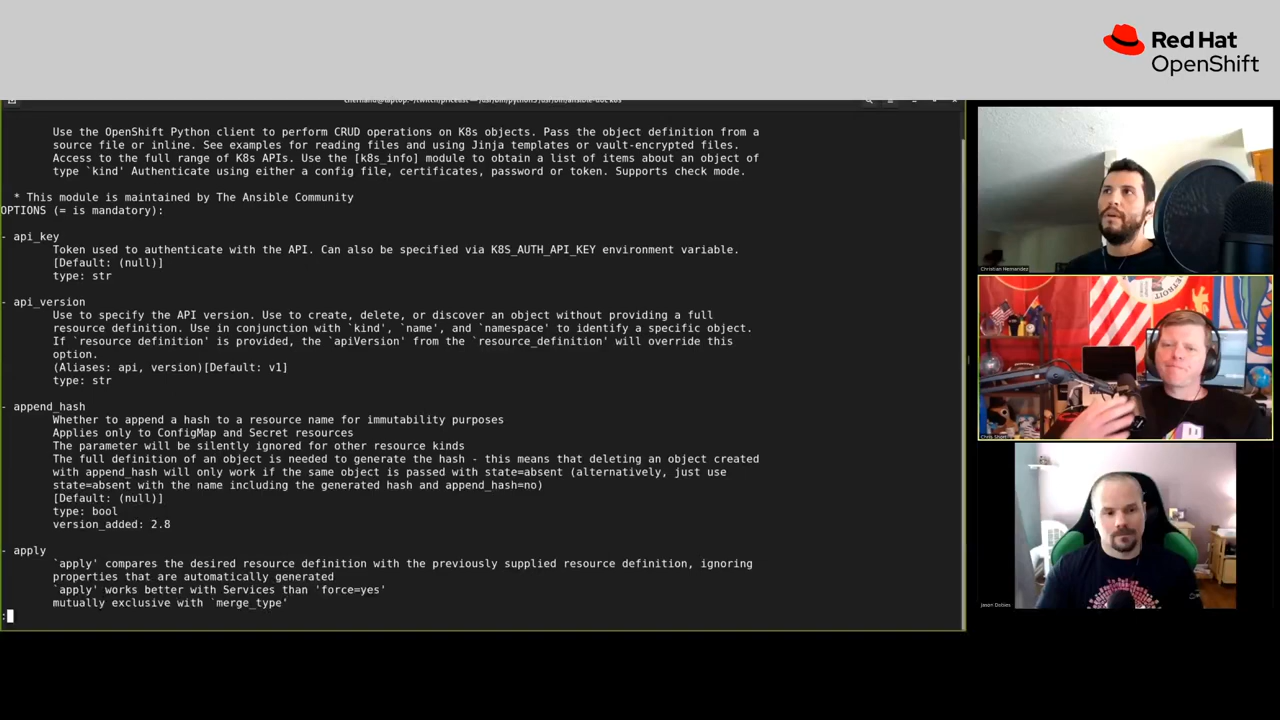 Red Hat
OpenShift
Use the OpenShift Python client to perform CRUD operations on K8s objects. Pass the object definition from a
source file or inline. See examples for reading files and using Jinja templates or vault-encrypted files.
Access to the full range of K8s APIs. Use the [k8s_info] module to obtain a list of items about an object of
type `kind' Authenticate using either a config file, certificates, password or token. Supports check mode.
* This module is maintained by The Ansible Community
OPTIONS (= is mandatory):
- api_key
Token used to authenticate with the API. Can also be specified via K8S_AUTH_API_KEY environment variable.
[Default: (null)]
type: str
- api_version
Use to specify the API version. Use to create, delete, or discover an object without providing a full
resource definition. Use in conjunction with `kind', `name', and `namespace' to identify a specific object.
If `resource definition' is provided, the `apiVersion' from the `resource_definition' will override this
option.
(Aliases: api, version)[Default: v1]
type: str
- append_hash
Whether to append a hash to a resource name for immutability purposes
Applies only to ConfigMap and Secret resources
The parameter will be silently ignored for other resource kinds
The full definition of an object is needed to generate the hash - this means that deleting an object created
with append_hash will only work if the same object is passed with state=absent (alternatively, just use
state=absent with the name including the generated hash and append_hash=no)
[Default: (null)]
type: bool
version_added: 2.8
- apply
`apply' compares the desired resource definition with the previously supplied resource definition, ignoring
properties that are automatically generated
`apply' works better with Services than 'force=yes'
mutually exclusive with `merge_type'
:
Christian Hernandez
DETROIT
Chris Short
Jason Dobies